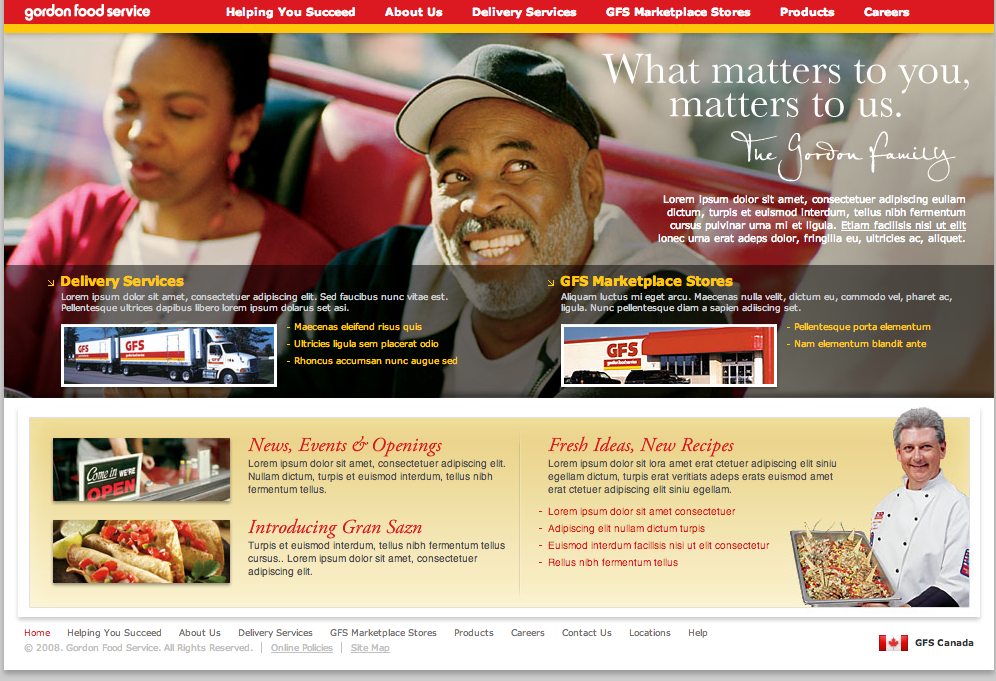 gordon food service
Helping You Succeed About Us Delivery Services GFS Marketplace Stores Products Careers
What matters to you,
matters to us.
The Gordon Family
Lorem ipsum dolor sit amet, consectetuer adipiscing eullam
dictum, turpis et euismod interdum, tellus nibh fermentum
cursus pulvinar urna mi et ligula. Etiam facilisis nisl ut elit
lonec urna erat adeps dolor, fringilla eu, ultricies ac, aliquet.
Delivery Services
Lorem ipsum dolor sit amet, consectetuer adipiscing elit. Sed faucibus nunc vitae est.
Pellentesque ultrices dapibus libero lorem ipsum dolarus set asi.
GFS
GFS
- Maecenas eleifend risus quis
- Ultricies ligula sem placerat odio
- Rhoncus accumsan nunc augue sed
GFS Marketplace Stores
Aliquam luctus mi eget arcu. Maecenas nulla velit, dictum eu, commodo vel, pharet ac,
ligula. Nunc pellentesque diam a sapien adiiscing set.
GFS
- Pellentesque porta elementum
- Nam elementum blandit ante
Come in WE'RE
OPEN
News, Events & Openings
Lorem ipsum dolor sit amet, consectetuer adipiscing elit.
Nullam dictum, turpis et euismod interdum, tellus nibh
fermentum tellus.
Introducing Gran Sazn
Turpis et euismod interdum, tellus nibh fermentum tellus
cursus.. Lorem ipsum dolor sit amet, consectetuer
adipiscing elit.
Fresh Ideas, New Recipes
Lorem ipsum dolor sit lora amet erat ctetuer adipiscing elit siniu
egellam dictum, turpis erat veritiats adeps erats euismod amet
erat ctetuer adipiscing elit siniu egellam.
- Lorem ipsum dolor sit amet consectetuer
- Adipiscing elit nullam dictum turpis
- Euismod interdum facilisis nisi ut elit consectetur
- Rellus nibh fermentum tellus
Home Helping You Succeed About Us Delivery Services GFS Marketplace Stores Products Careers Contact Us Locations Help
© 2008. Gordon Food Service. All Rights Reserved. | Online Policies | Site Map
GFS Canada